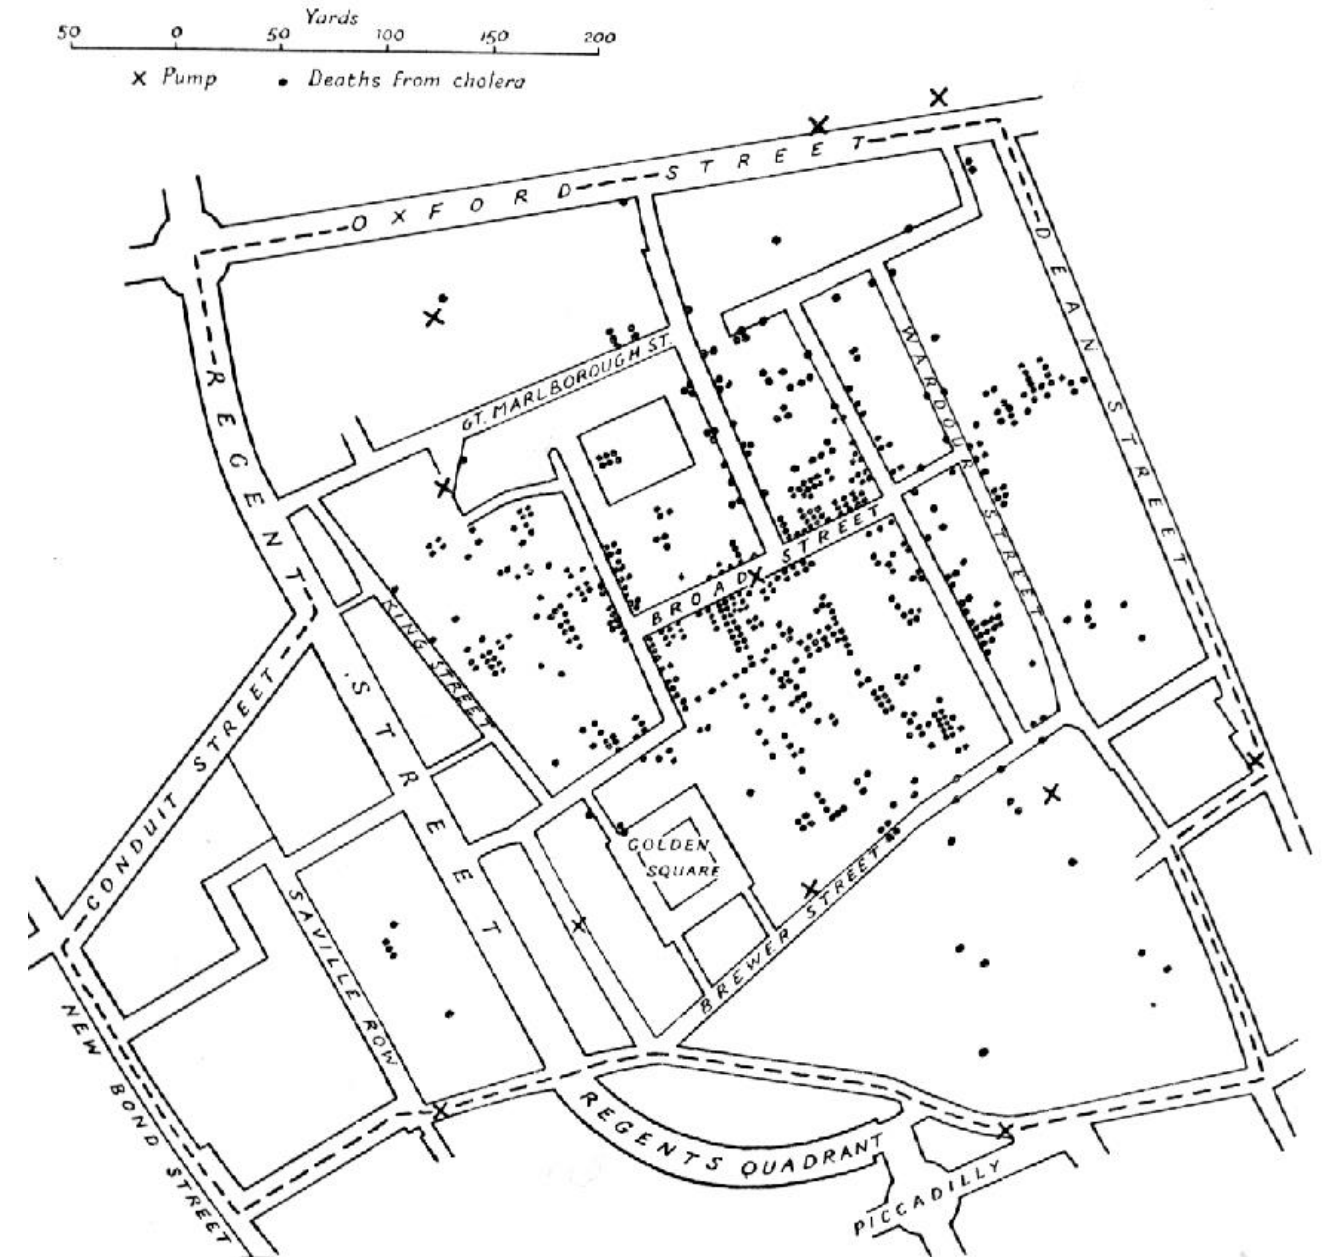 Yards
50 0 50 100 150 200
X Pump • Deaths from cholera
OXFORD STREET
DEAN STREET
REGENT STREET
GT. MARLBOROUGH ST.
WARDOUR STREET
BROAD STREET
KING STREET
CONDUIT STREET
GOLDEN
SQUARE
SAVILLE ROW
BREWER STREET
NEW BOND STREET
REGENTS QUADRANT
PICCADILLY